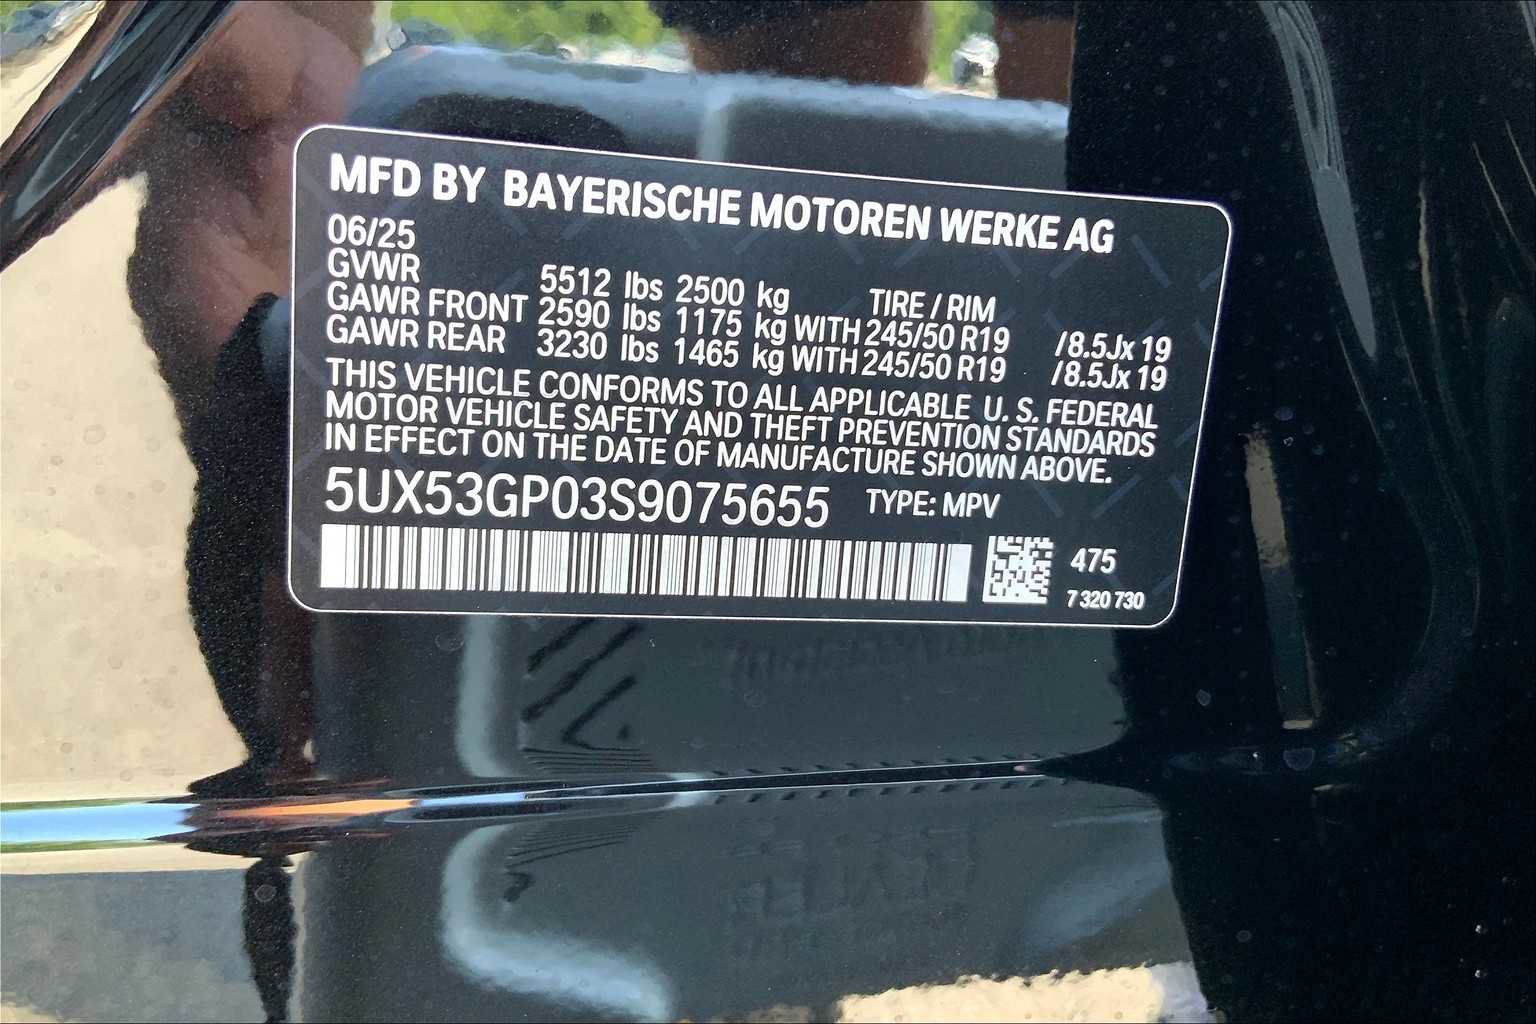 MFD BY BAYERISCHE MOTOREN WERKE AG
06/25
GVWR 5512 lbs 2500 kg TIRE / RIM
GAWR FRONT 2590 lbs 1175 kg WITH 245/50 R19 /8.5Jx 19
GAWR REAR 3230 lbs 1465 kg WITH 245/50 R19 /8.5Jx 19
THIS VEHICLE CONFORMS TO ALL APPLICABLE U. S. FEDERAL
MOTOR VEHICLE SAFETY AND THEFT PREVENTION STANDARDS
IN EFFECT ON THE DATE OF MANUFACTURE SHOWN ABOVE.
5UX53GP03S9075655 TYPE: MPV
475
7 320 730